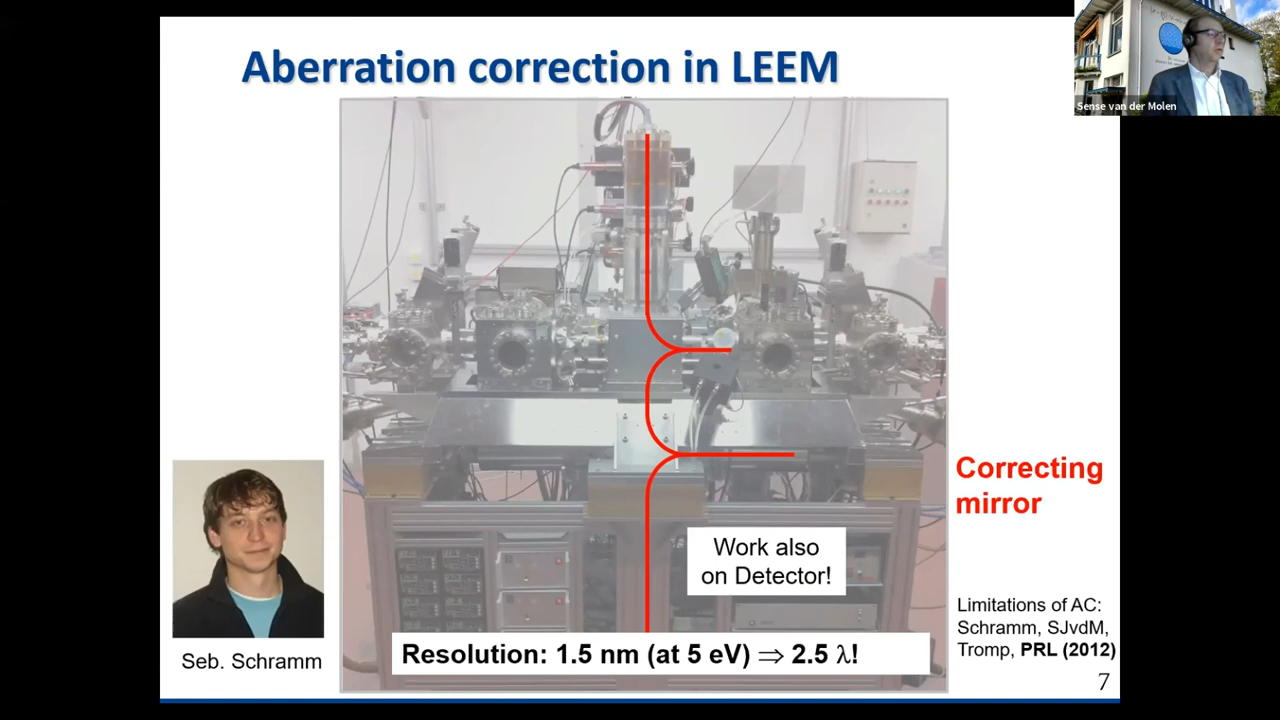 Aberration correction in LEEM
Sense van der Molen
Correcting
mirror
Work also
on Detector!
Limitations of AC:
Schramm, SJvdM,
Tromp, PRL (2012)
Seb. Schramm
Resolution: 1.5 nm (at 5 eV) ⇒ 2.5 λ!
7